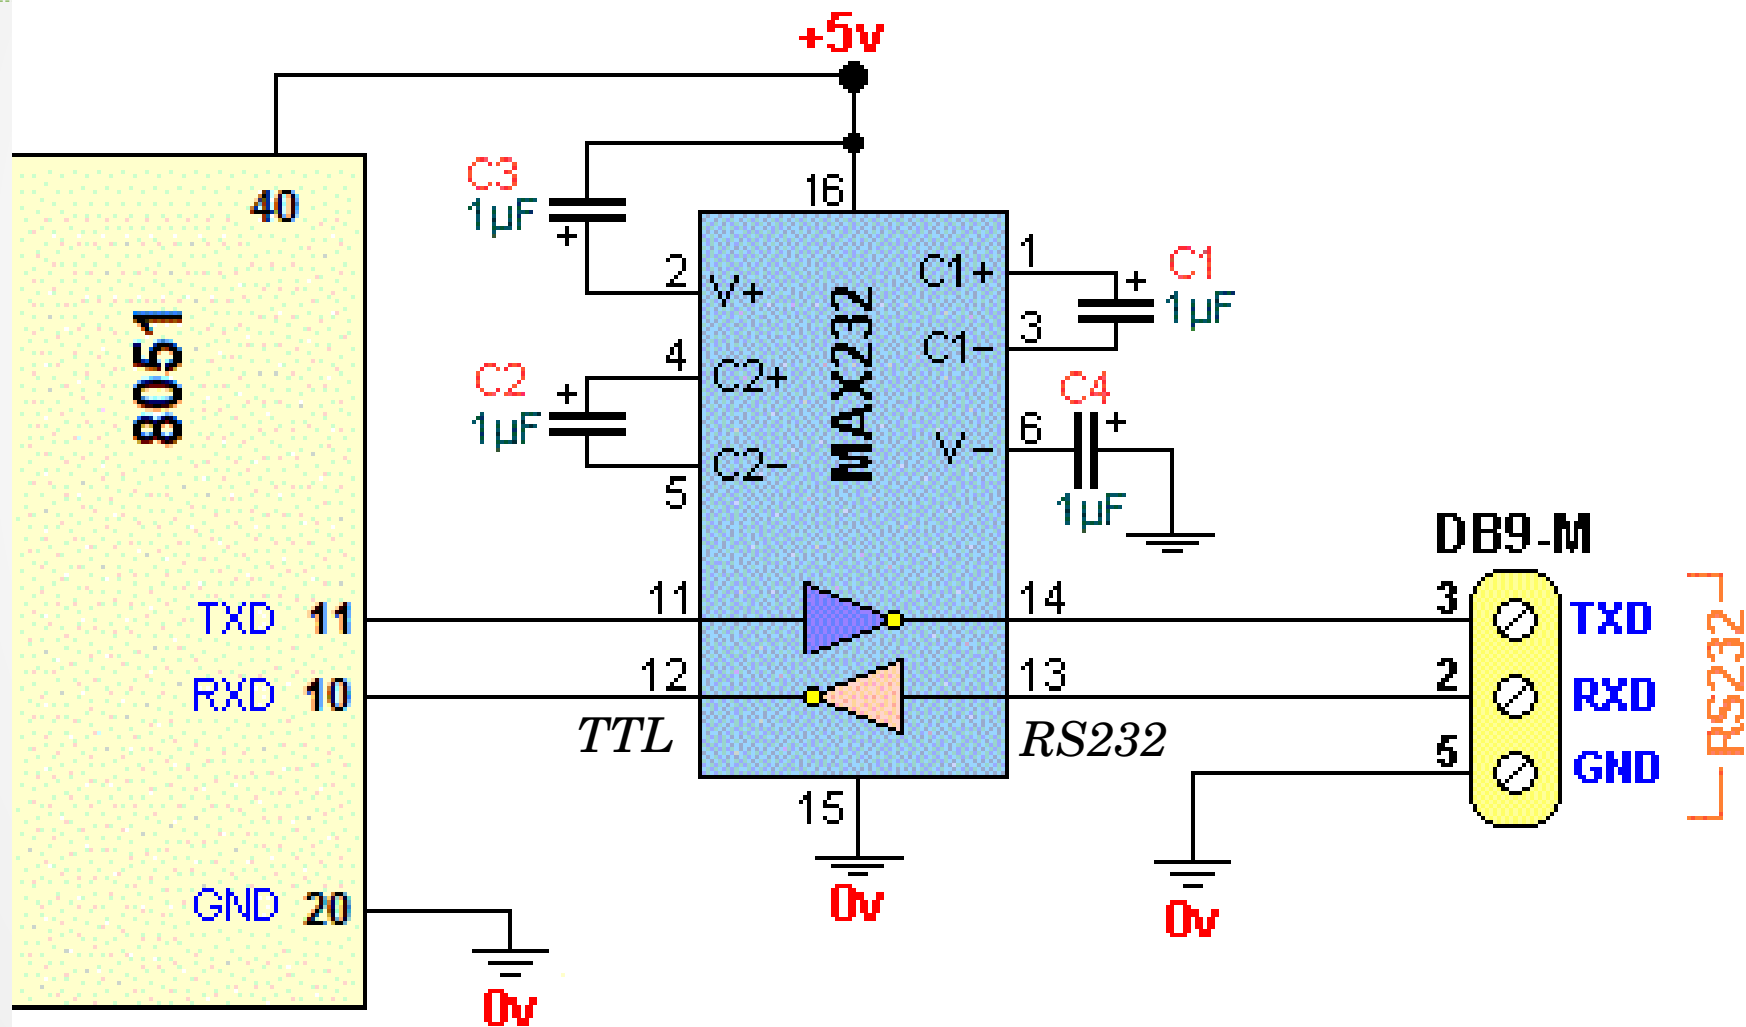 +5v
40
8051
C3
1µF
+
16
2
V+
MAX232
C1+
1
+
C1
1µF
C1−
3
4
C2
+
1µF
C2+
C2−
5
V−
6
C4
+
1µF
DB9-M
TXD 11
11
14
3
TXD
RXD 10
12
13
2
RXD
TTL
RS232
5
GND
RS232
15
0v
0v
GND 20
0v